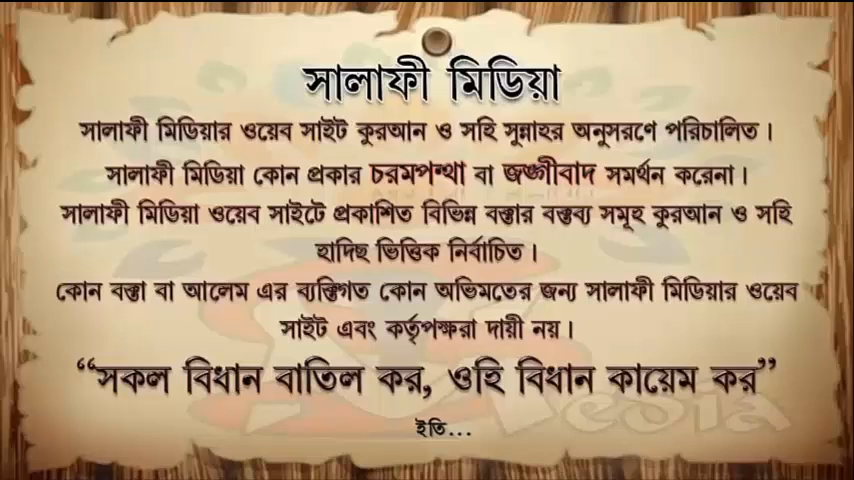 সালাফী মিডিয়া
সালাফী মিডিয়ার ওয়েব সাইট কুরআন ও সহি সুন্নাহর অনুসরণে পরিচালিত।
সালাফী মিডিয়া কোন প্রকার চরমপন্থা বা জঙ্গীবাদ সমর্থন করেনা।
সালাফী মিডিয়া ওয়েব সাইটে প্রকাশিত বিভিন্ন বক্তার বক্তব্য সমূহ কুরআন ও সহি
হাদিছ ভিত্তিক নির্বাচিত।
কোন বক্তা বা আলেম এর ব্যক্তিগত কোন অভিমতের জন্য সালাফী মিডিয়ার ওয়েব
সাইট এবং কর্তৃপক্ষরা দায়ী নয়।
“সকল বিধান বাতিল কর, ওহি বিধান কায়েম কর”
ইতি...